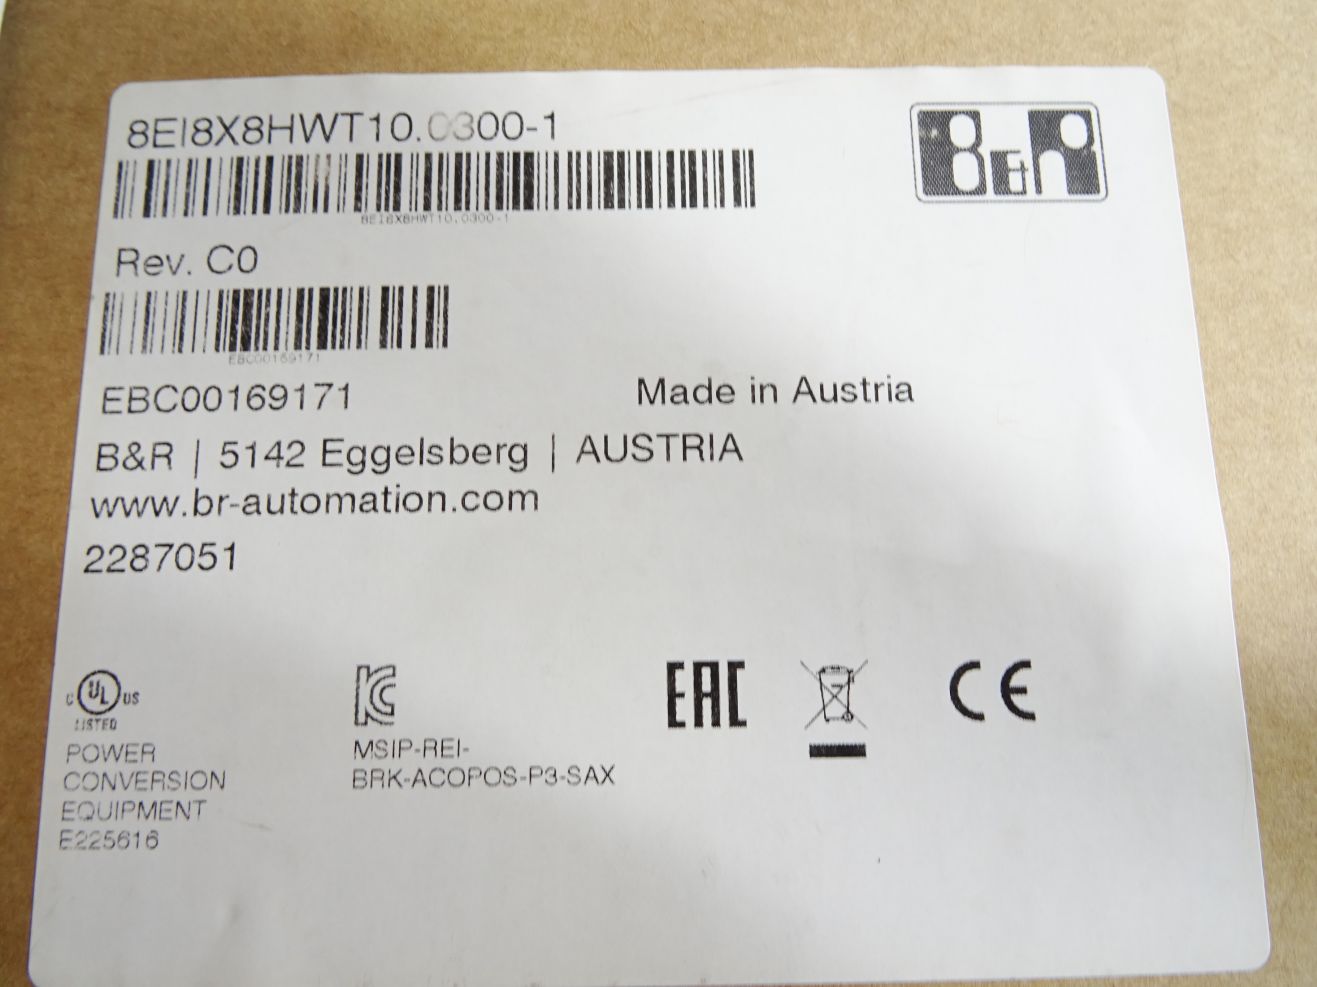 8EI8X8HWT10.0300-1
B&R
8EI8X8HWT10.0300-1
Rev. C0
EBC00169171
EBC00169171
Made in Austria
B&R | 5142 Eggelsberg | AUSTRIA
www.br-automation.com
2287051
C UL US
LISTED
POWER
CONVERSION
EQUIPMENT
E225616
KC
MSIP-REI-
BRK-ACOPOS-P3-SAX
EAC
CE